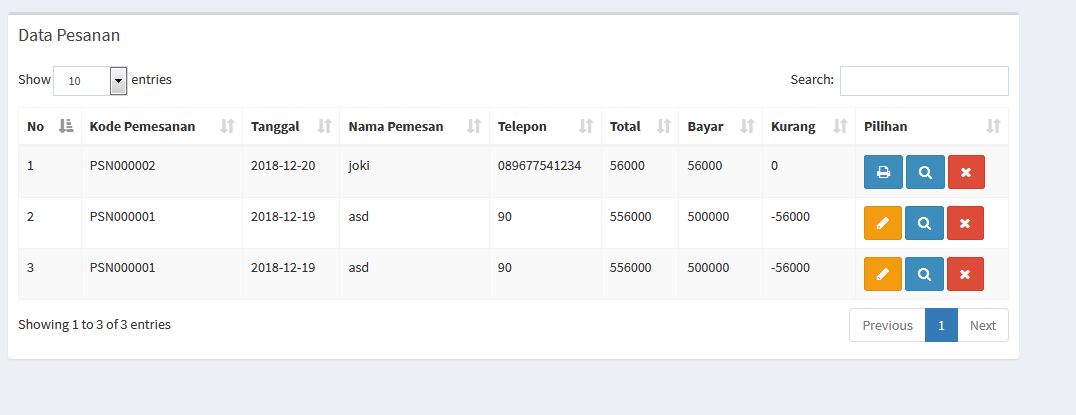 Data Pesanan
Show 10 entries Search:
No Kode Pemesanan Tanggal Nama Pemesan Telepon Total Bayar Kurang Pilihan
1 PSN000002 2018-12-20 joki 089677541234 56000 56000 0
2 PSN000001 2018-12-19 asd 90 556000 500000 -56000
3 PSN000001 2018-12-19 asd 90 556000 500000 -56000
Showing 1 to 3 of 3 entries Previous 1 Next